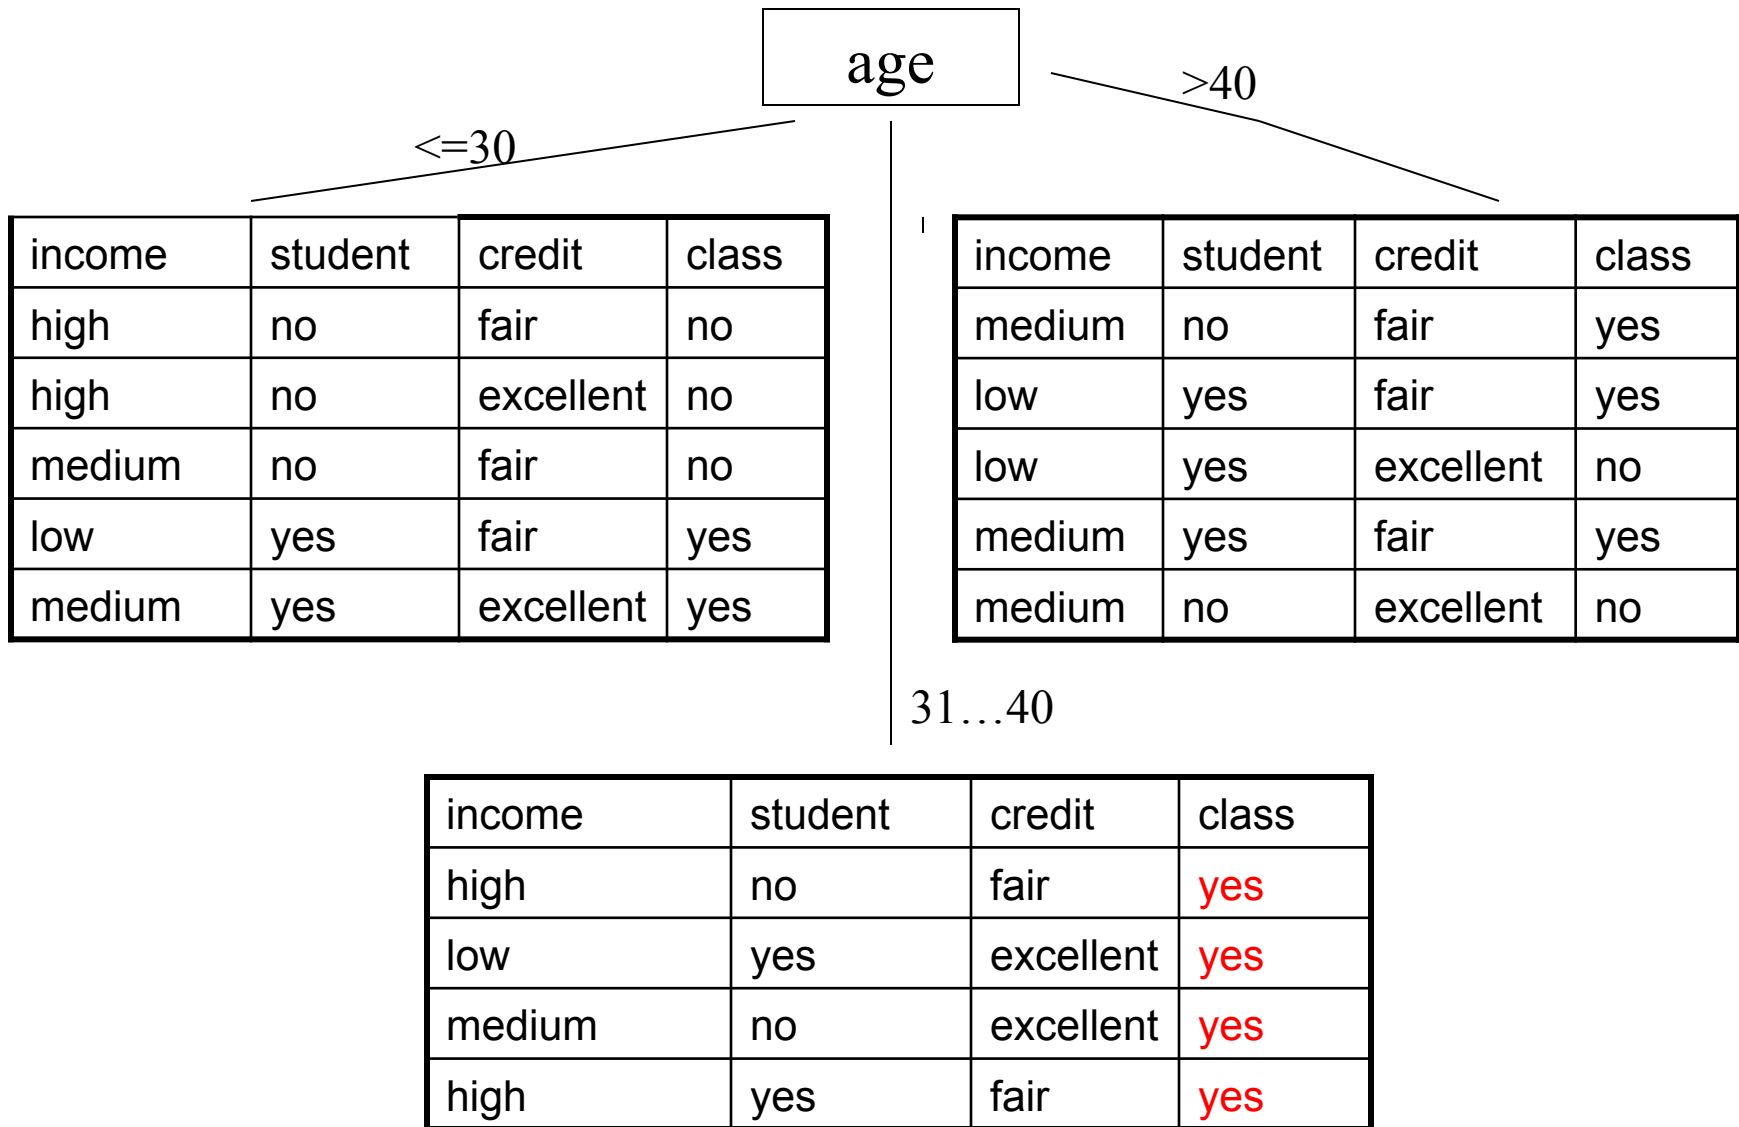 age
<=30
>40
income student credit class
high no fair no
high no excellent no
medium no fair no
low yes fair yes
medium yes excellent yes
income student credit class
medium no fair yes
low yes fair yes
low yes excellent no
medium yes fair yes
medium no excellent no
31…40
income student credit class
high no fair yes
low yes excellent yes
medium no excellent yes
high yes fair yes